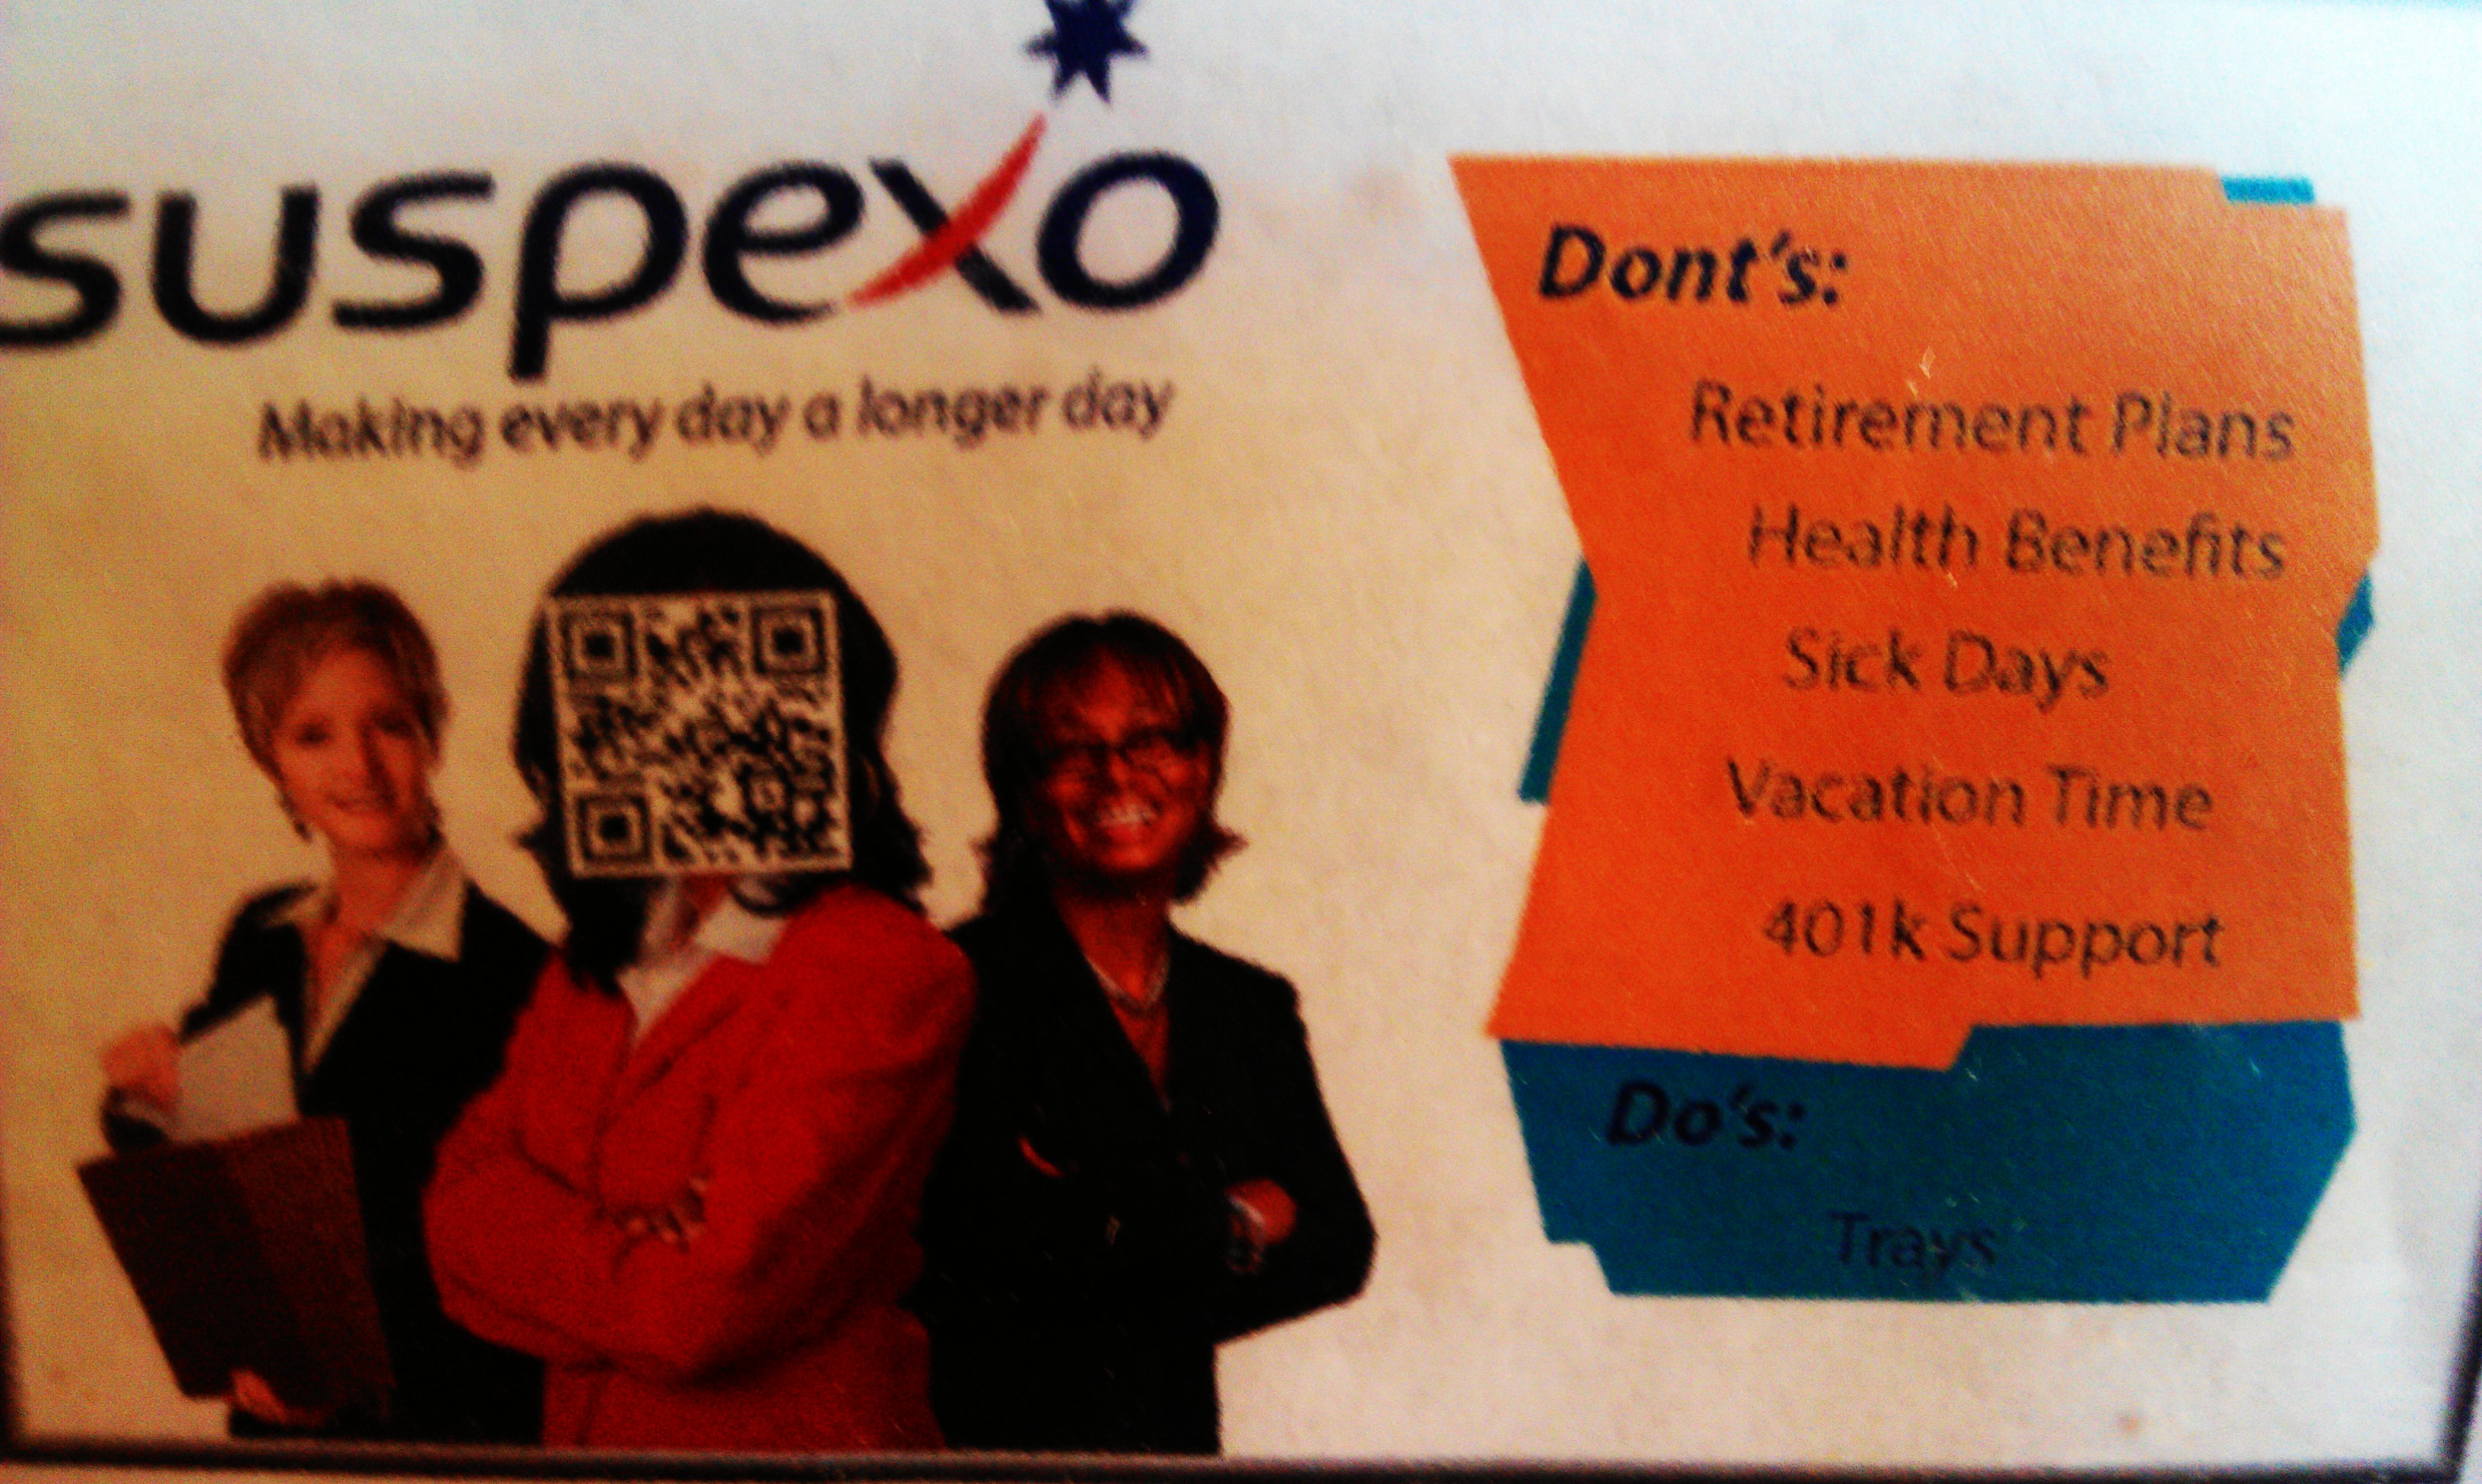 suspexo
Making every day a longer day
Dont's:
Retirement Plans
Health Benefits
Sick Days
Vacation Time
401k Support
Do's:
Trays